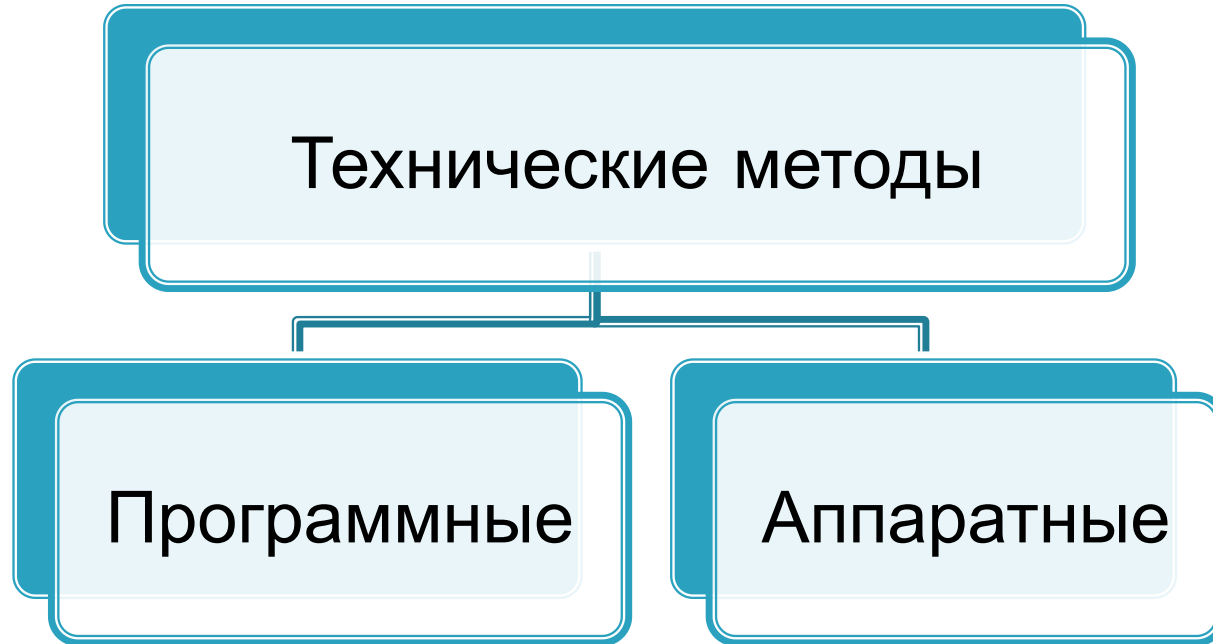 Технические методы
Программные
Аппаратные